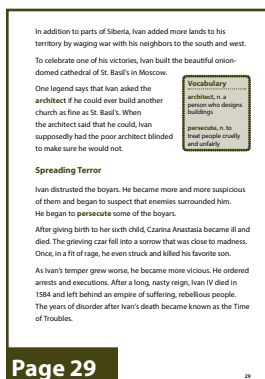 In addition to parts of Siberia, Ivan added more lands to his
territory by waging war with his neighbors to the south and west.
To celebrate one of his victories, Ivan built the beautiful onion-
domed cathedral of St. Basil's in Moscow.
One legend says that Ivan asked the
architect if he could ever build another
church as fine as St. Basil's. When
the architect said that he could, Ivan
supposedly had the poor architect blinded
to make sure he would not.
Vocabulary
architect, n. a
person who designs
buildings
persecute, n. to
treat people cruelly
and unfairly
Spreading Terror
Ivan distrusted the boyars. He became more and more suspicious
of them and began to suspect that enemies surrounded him.
He began to persecute some of the boyars.
After giving birth to her sixth child, Czarina Anastasia became ill and
died. The grieving czar fell into a sorrow that was close to madness.
Once, in a fit of rage, he even struck and killed his favorite son.
As Ivan's temper grew worse, he became more vicious. He ordered
arrests and executions. After a long, nasty reign, Ivan IV died in
1584 and left behind an empire of suffering, rebellious people.
The years of disorder after Ivan's death became known as the Time
of Troubles.
Page 29
29